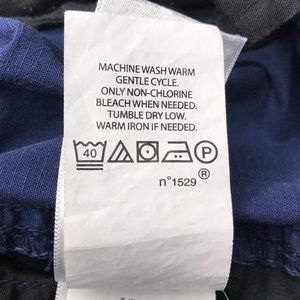 MACHINE WASH WARM
GENTLE CYCLE.
ONLY NON-CHLORINE
BLEACH WHEN NEEDED.
TUMBLE DRY LOW.
WARM IRON IF NEEDED.
40 P
n°1529 ®